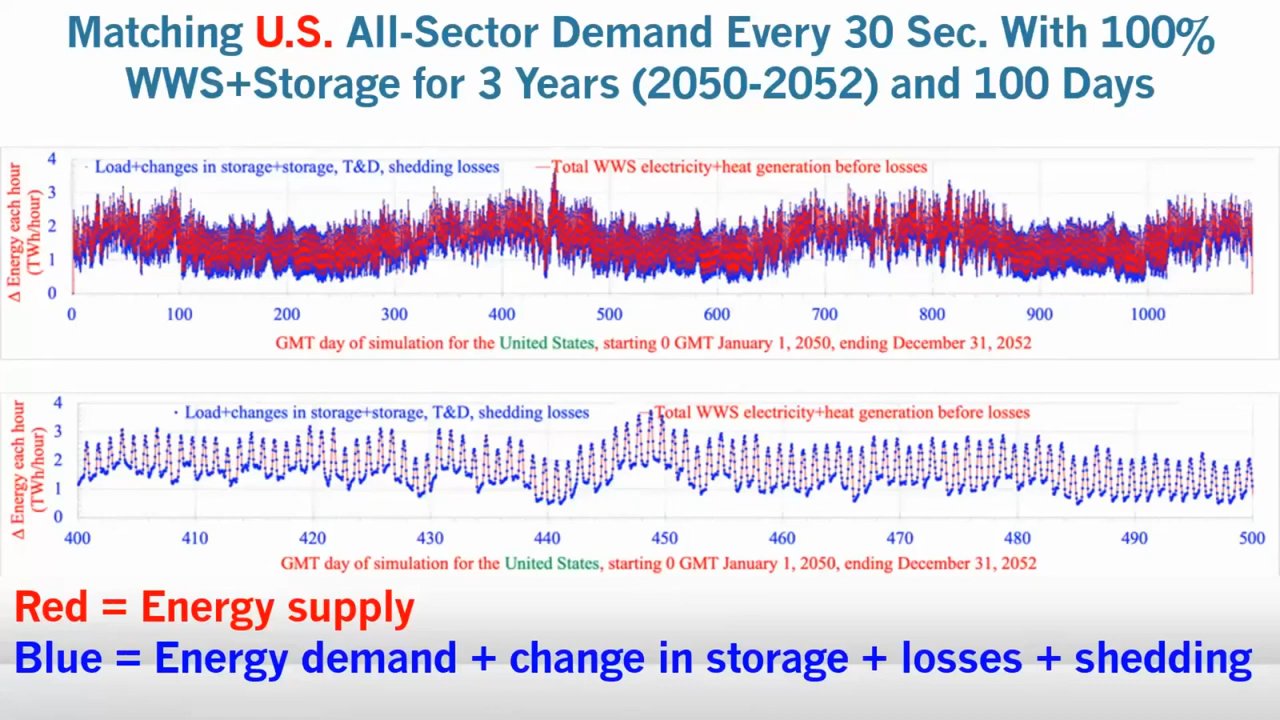 Matching U.S. All-Sector Demand Every 30 Sec. With 100%
WWS+Storage for 3 Years (2050-2052) and 100 Days
Δ Energy each hour
(TWh/hour)
4
3
2
1
0
Load+changes in storage+storage, T&D, shedding losses
Total WWS electricity+heat generation before losses
0 100 200 300 400 500 600 700 800 900 1000
GMT day of simulation for the United States, starting 0 GMT January 1, 2050, ending December 31, 2052
Δ Energy each hour
(TWh/hour)
4
3
2
1
0
Load+changes in storage+storage, T&D, shedding losses
Total WWS electricity+heat generation before losses
400 410 420 430 440 450 460 470 480 490 500
GMT day of simulation for the United States, starting 0 GMT January 1, 2050, ending December 31, 2052
Red = Energy supply
Blue = Energy demand + change in storage + losses + shedding